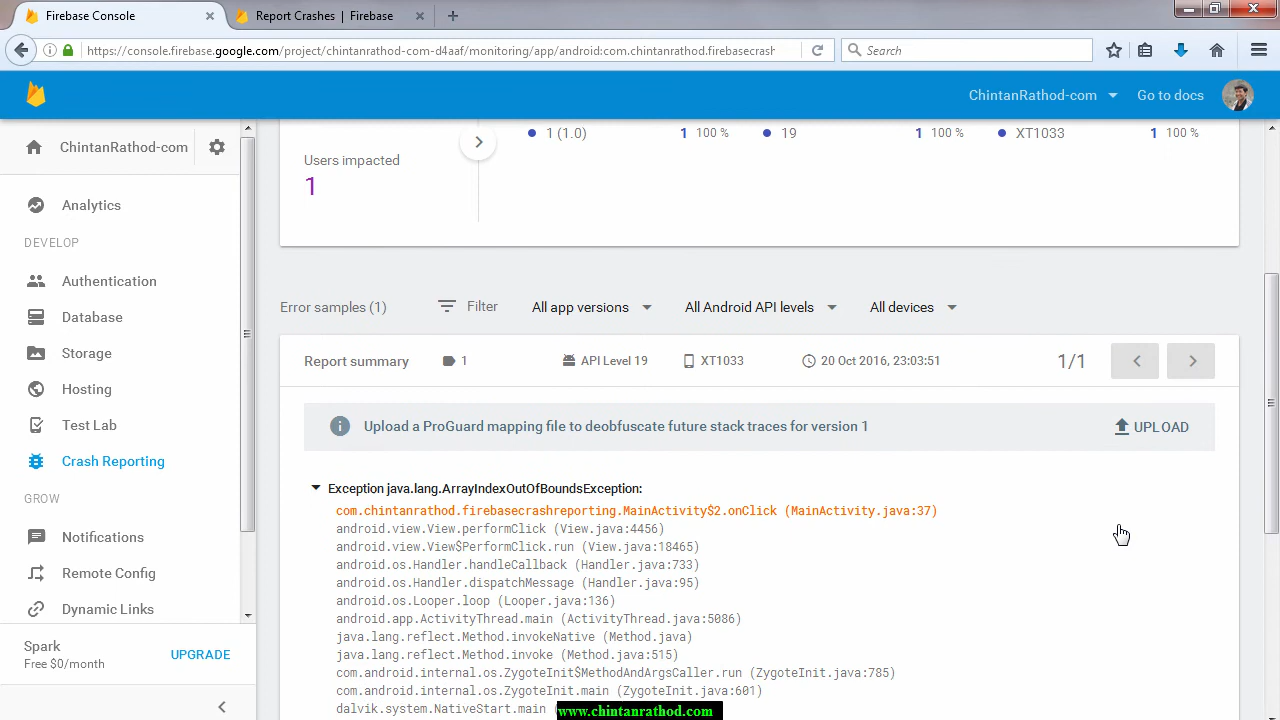 Firebase Console
Report Crashes | Firebase
https://console.firebase.google.com/project/chintanrathod-com-d4aaf/monitoring/app/android:com.chintanrathod.firebasecrash
Search
ChintanRathod-com
Go to docs
ChintanRathod-com
Analytics
DEVELOP
Authentication
Database
Storage
Hosting
Test Lab
Crash Reporting
GROW
Notifications
Remote Config
Dynamic Links
Spark
Free $0/month
UPGRADE
Users impacted
1
1 (1.0) 1 100 % 19 1 100 % XT1033 1 100 %
Error samples (1) Filter All app versions All Android API levels All devices
Report summary 1 API Level 19 XT1033 20 Oct 2016, 23:03:51 1/1
Upload a ProGuard mapping file to deobfuscate future stack traces for version 1 UPLOAD
Exception java.lang.ArrayIndexOutOfBoundsException:
com.chintanrathod.firebasecrashreporting.MainActivity$2.onClick (MainActivity.java:37)
android.view.View.performClick (View.java:4456)
android.view.View$PerformClick.run (View.java:18465)
android.os.Handler.handleCallback (Handler.java:733)
android.os.Handler.dispatchMessage (Handler.java:95)
android.os.Looper.loop (Looper.java:136)
android.app.ActivityThread.main (ActivityThread.java:5086)
java.lang.reflect.Method.invokeNative (Method.java)
java.lang.reflect.Method.invoke (Method.java:515)
com.android.internal.os.ZygoteInit$MethodAndArgsCaller.run (ZygoteInit.java:785)
com.android.internal.os.ZygoteInit.main (ZygoteInit.java:601)
dalvik.system.NativeStart.main
www.chintanrathod.com